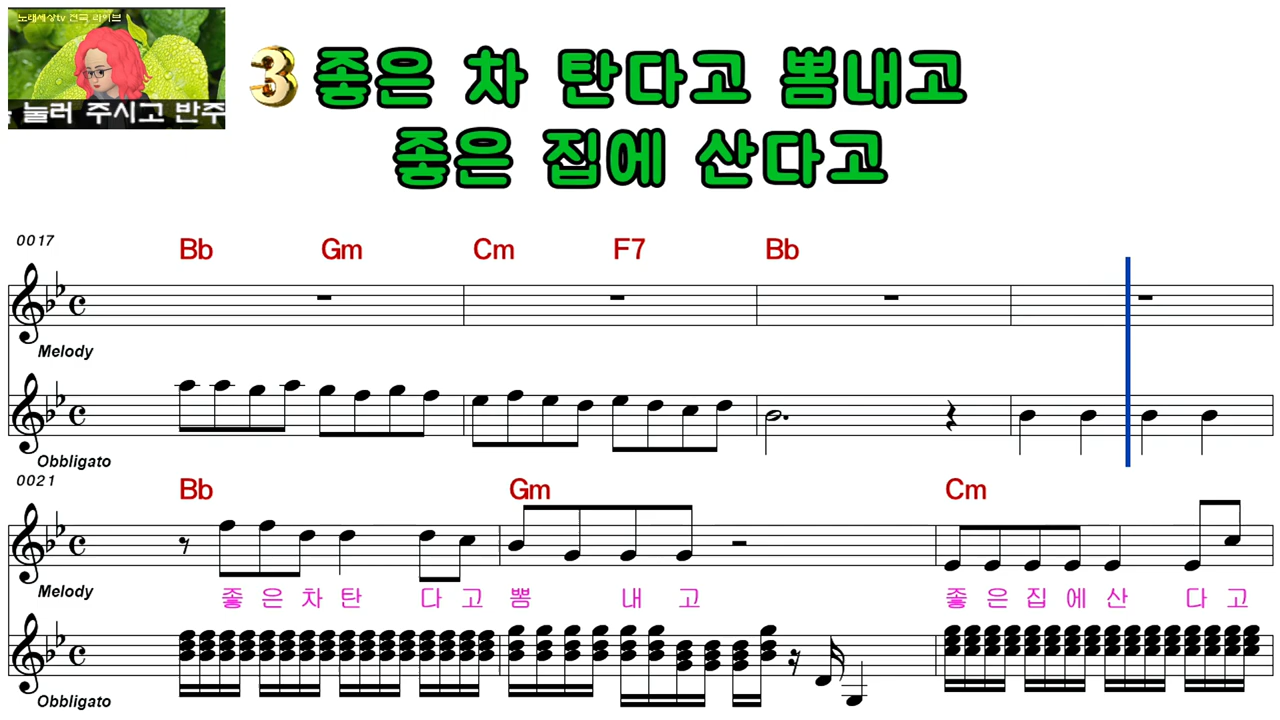 노래세상tv 전국 라이브
눌러 주시고 반주
3 좋은 차 탄다고 뽐내고
좋은 집에 산다고
0017
Bb Gm Cm F7 Bb
Melody
Obbligato
0021
Bb Gm Cm
Melody
좋 은 차 탄 다 고 뽐 내 고 좋 은 집 에 산 다 고
Obbligato